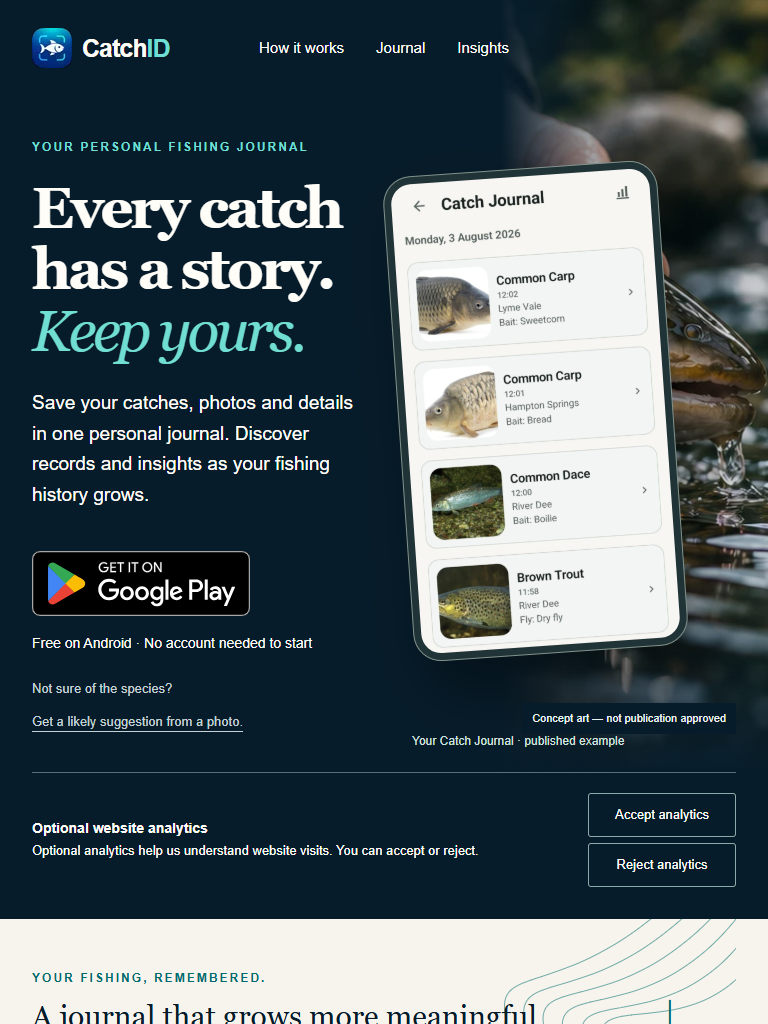 CatchID
How it works
Journal
Insights
YOUR PERSONAL FISHING JOURNAL
Every catch
has a story.
Keep yours.
Save your catches, photos and details
in one personal journal. Discover
records and insights as your fishing
history grows.
GET IT ON
Google Play
Free on Android · No account needed to start
Not sure of the species?
Get a likely suggestion from a photo.
Catch Journal
Monday, 3 August 2026
Common Carp
12:02
Lyme Vale
Bait: Sweetcorn
Common Carp
12:01
Hampton Springs
Bait: Bread
Common Dace
12:00
River Dee
Bait: Boilie
Brown Trout
11:58
River Dee
Fly: Dry fly
Concept art — not publication approved
Your Catch Journal · published example
Optional website analytics
Optional analytics help us understand website visits. You can accept or reject.
Accept analytics
Reject analytics
YOUR FISHING, REMEMBERED.
A journal that grows more meaningful